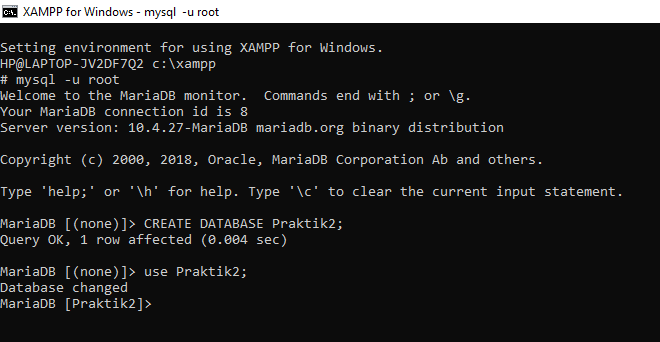 XAMPP for Windows - mysql  -u root
Setting environment for using XAMPP for Windows.
HP@LAPTOP-JV2DF7Q2 c:\xampp
# mysql -u root
Welcome to the MariaDB monitor.  Commands end with ; or \g.
Your MariaDB connection id is 8
Server version: 10.4.27-MariaDB mariadb.org binary distribution
Copyright (c) 2000, 2018, Oracle, MariaDB Corporation Ab and others.
Type 'help;' or '\h' for help. Type '\c' to clear the current input statement.
MariaDB [(none)]> CREATE DATABASE Praktik2;
Query OK, 1 row affected (0.004 sec)
MariaDB [(none)]> use Praktik2;
Database changed
MariaDB [Praktik2]>